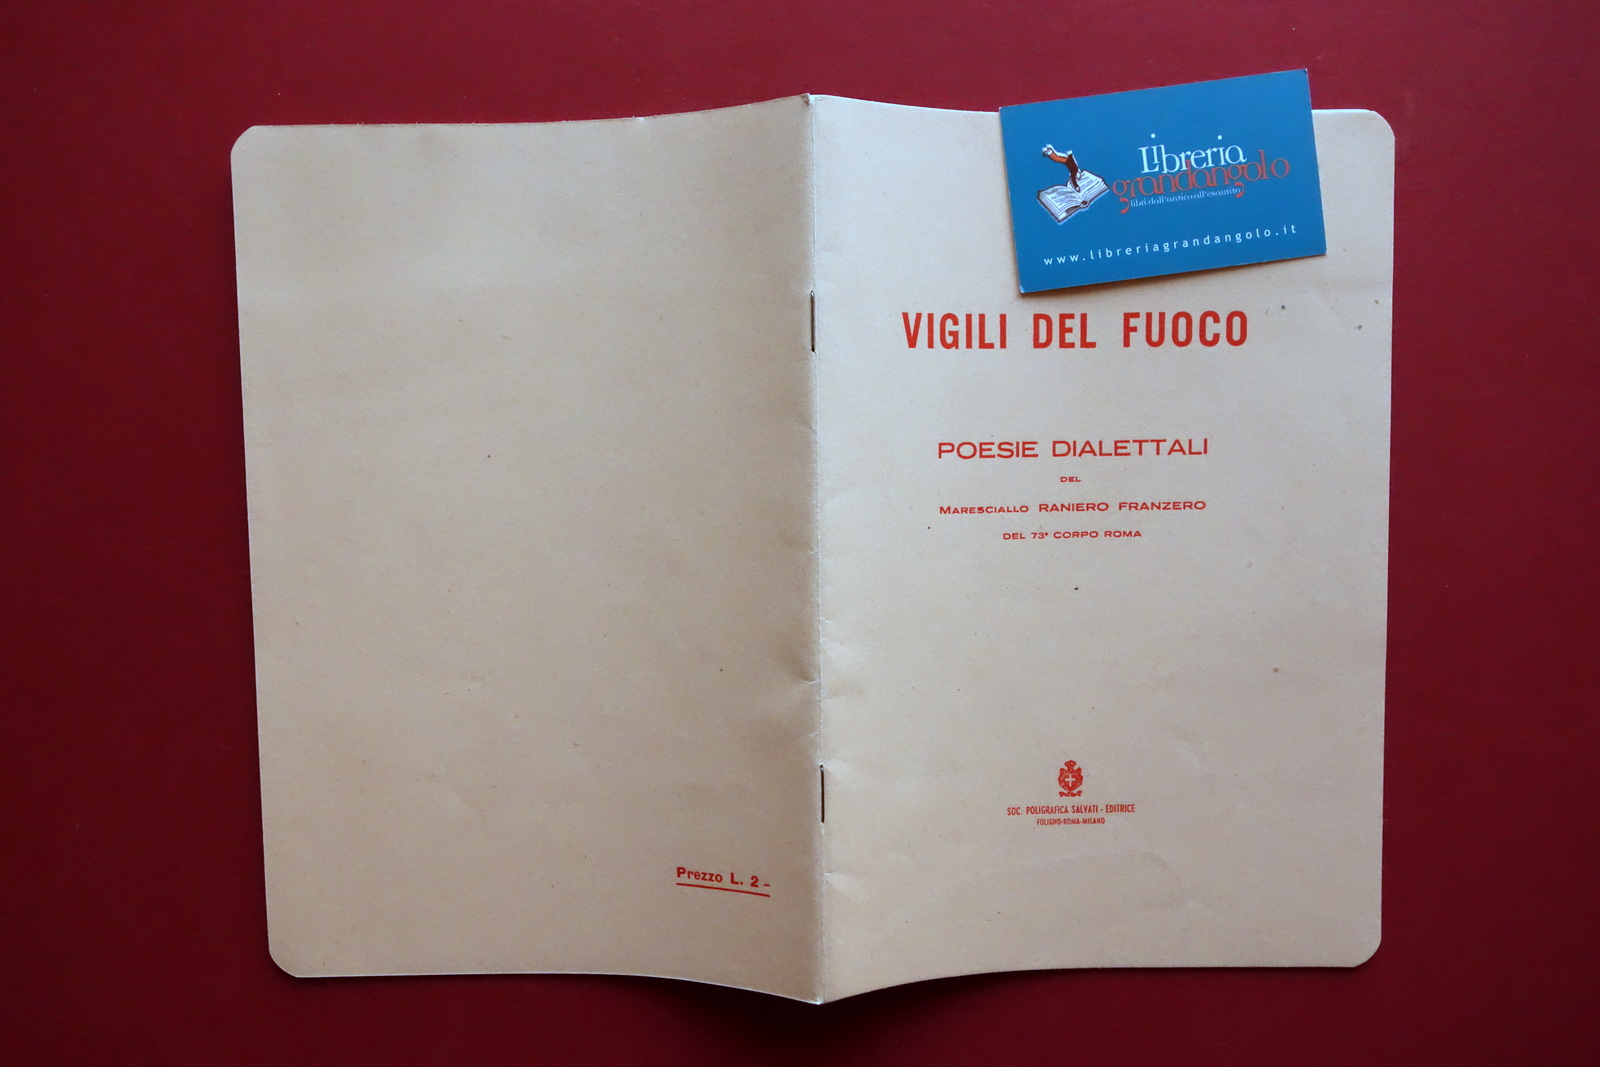 Libreria
grandangolo
libri dall'antico all'esaurito
www.libreriagrandangolo.it
VIGILI DEL FUOCO
POESIE DIALETTALI
DEL
MARESCIALLO RANIERO FRANZERO
DEL 73° CORPO ROMA
SOC. POLIGRAFICA SALVATI - EDITRICE
FOLIGNO-ROMA-MILANO
Prezzo L. 2 -